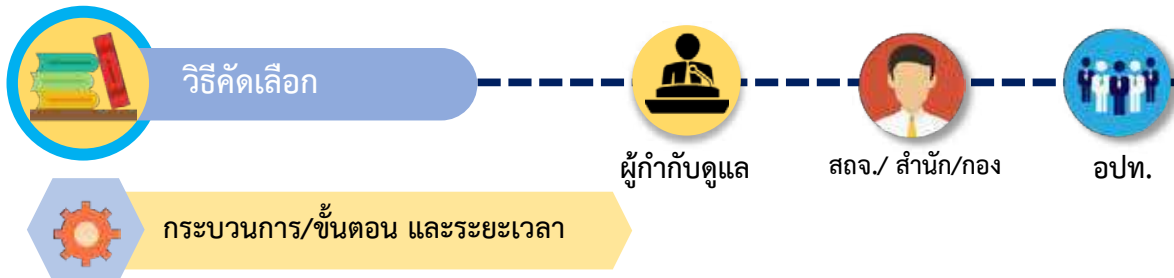 วิธีคัดเลือก
ผู้กำกับดูแล
สถจ./ สำนัก/กอง
อปท.
กระบวนการ/ขั้นตอน และระยะเวลา